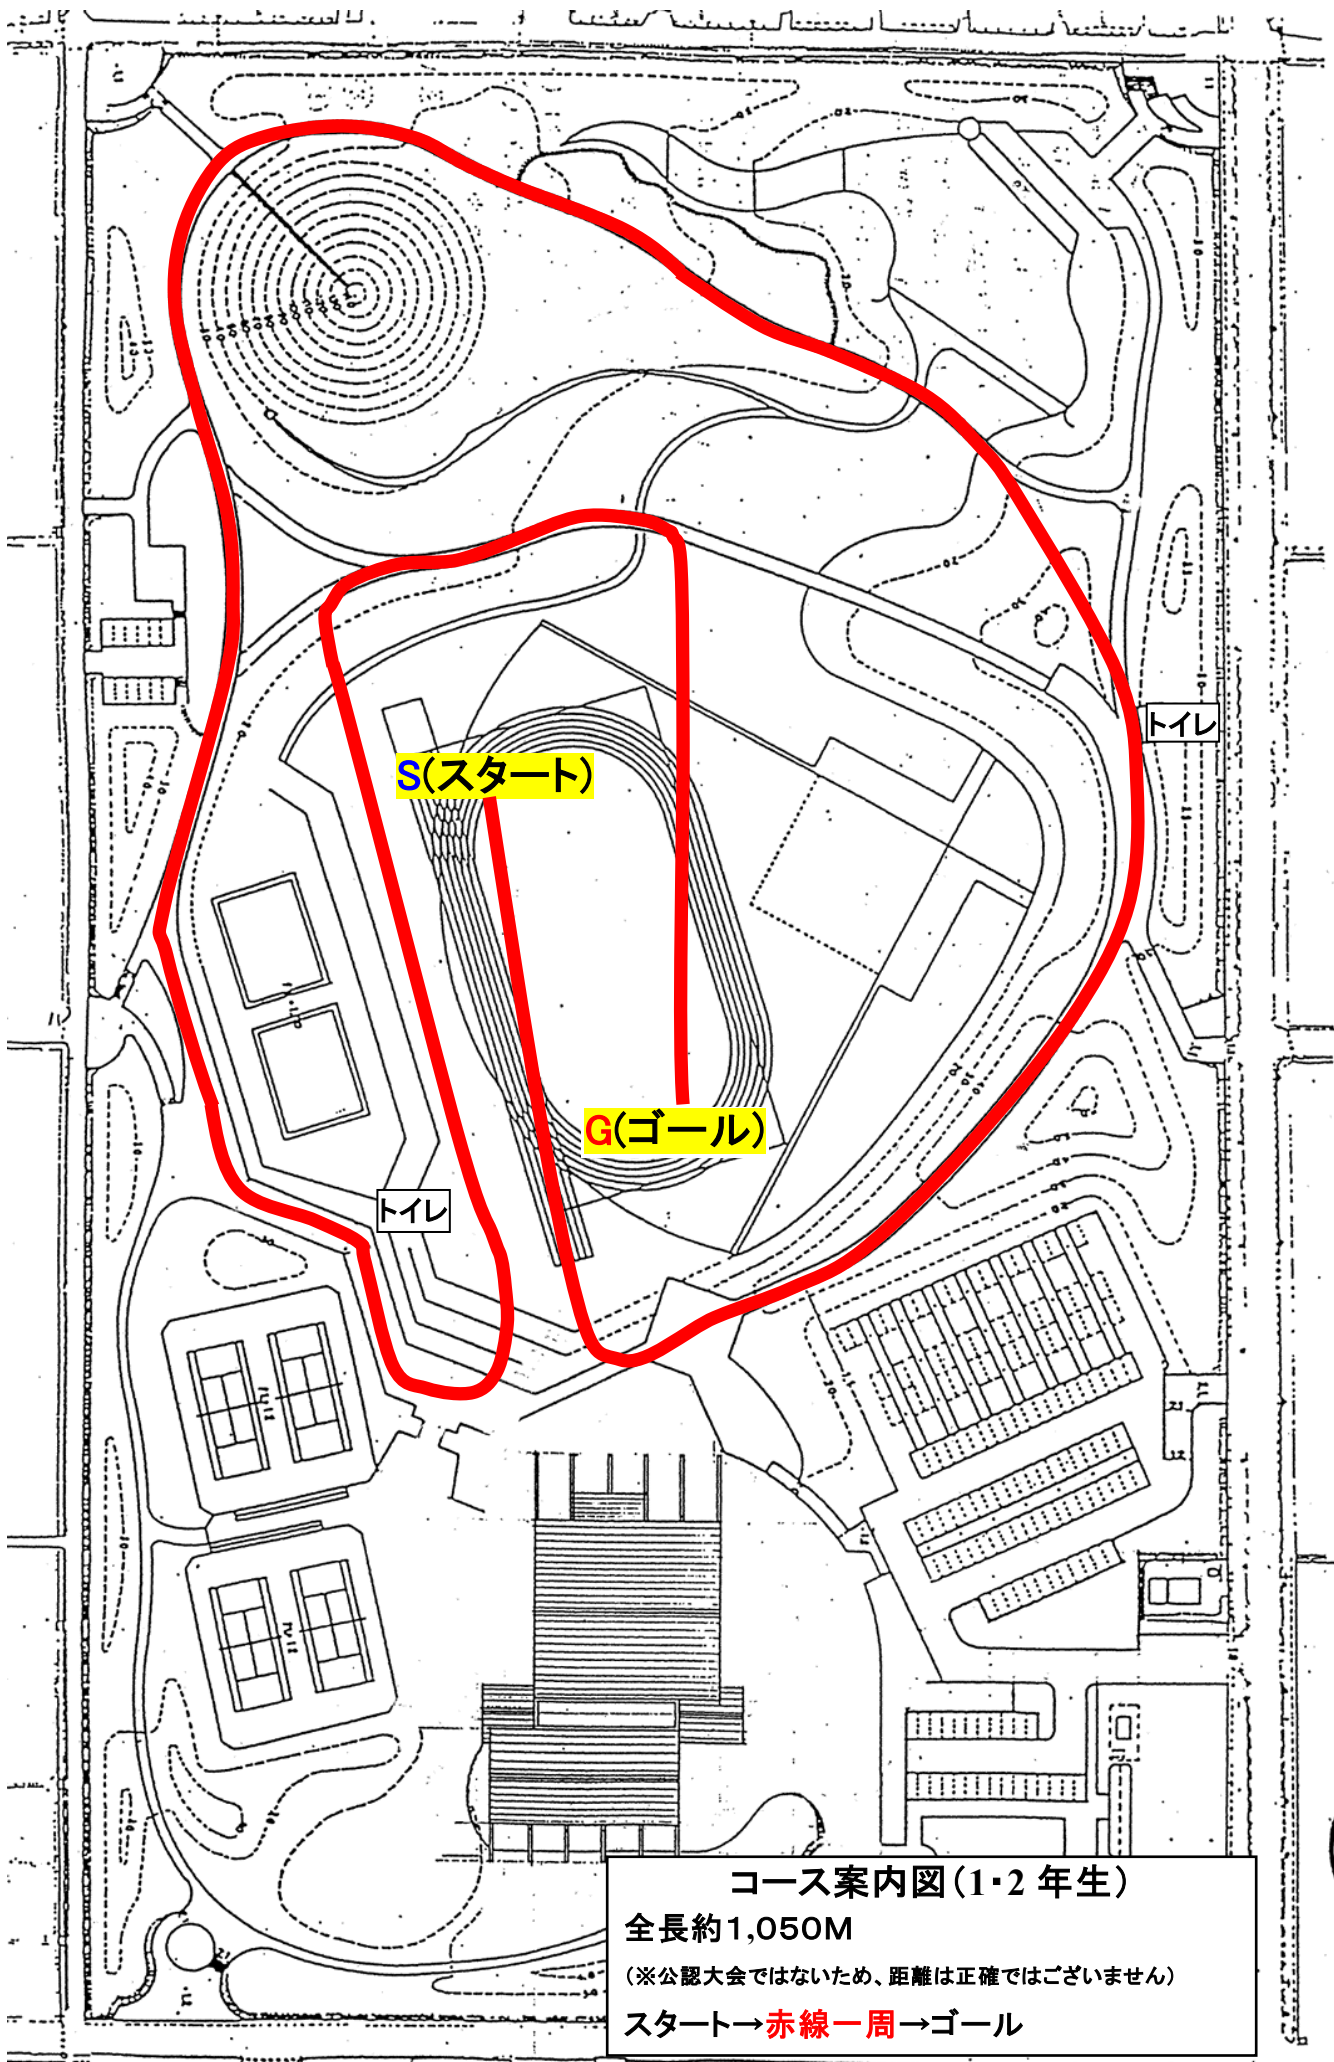 トイレ
S(スタート)
G(ゴール)
トイレ
コース案内図(1・2 年生)
全長約1,050M
(※公認大会ではないため、距離は正確ではございません)
スタート→赤線一周→ゴール